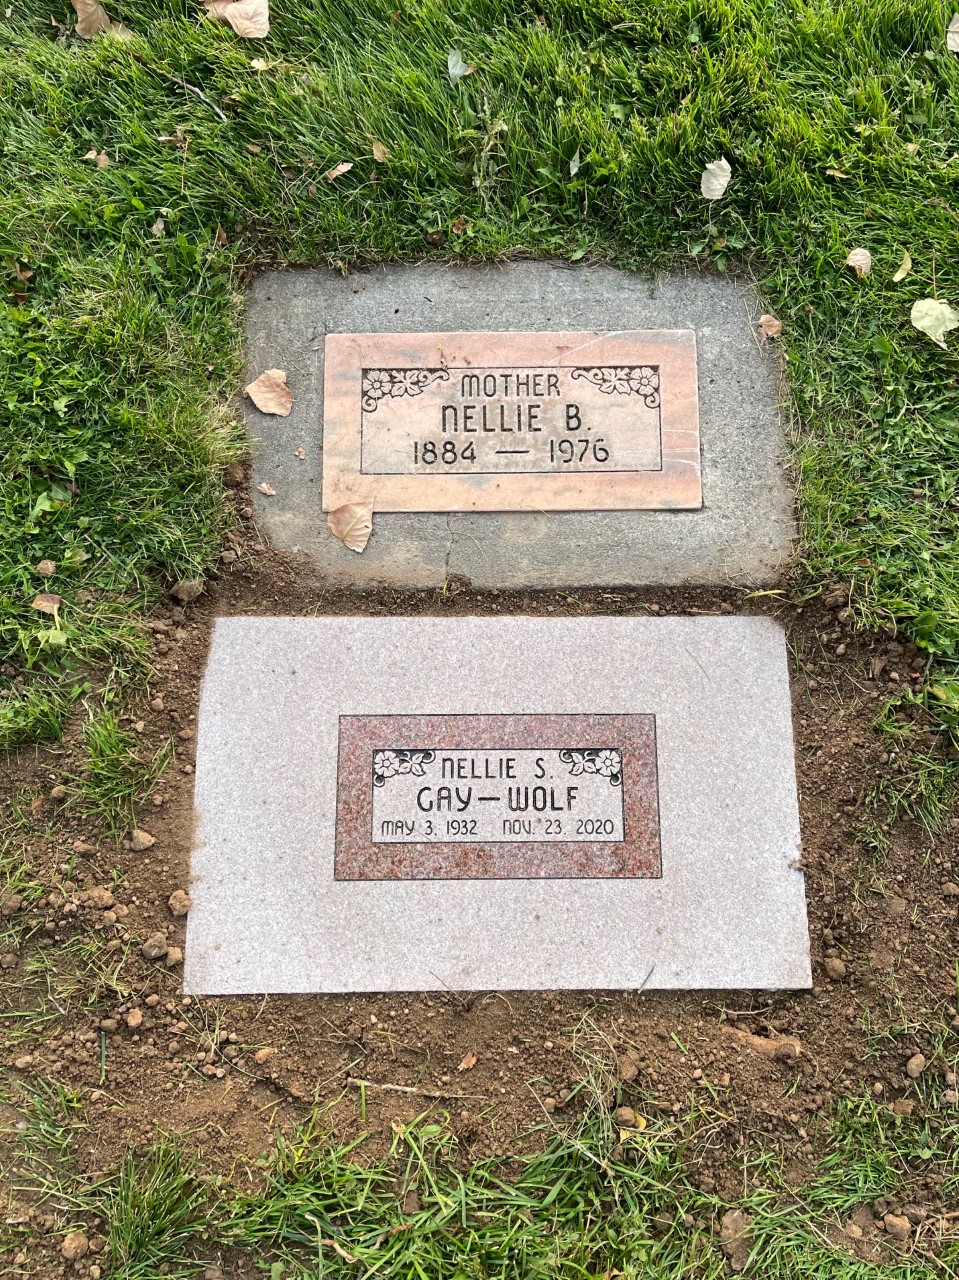 MOTHER
NELLIE B.
1884 — 1976
NELLIE S.
GAY—WOLF
MAY 3, 1932 NOV. 23, 2020